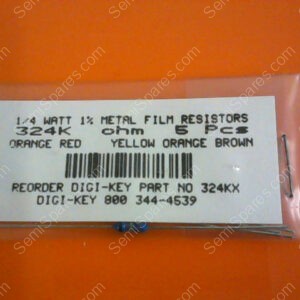 1/4 WATT 1% METAL FILM RESISTORS
324K ohm 5 Pcs
ORANGE RED YELLOW ORANGE BROWN
REORDER DIGI-KEY PART NO 324KX
DIGI-KEY 800 344-4539